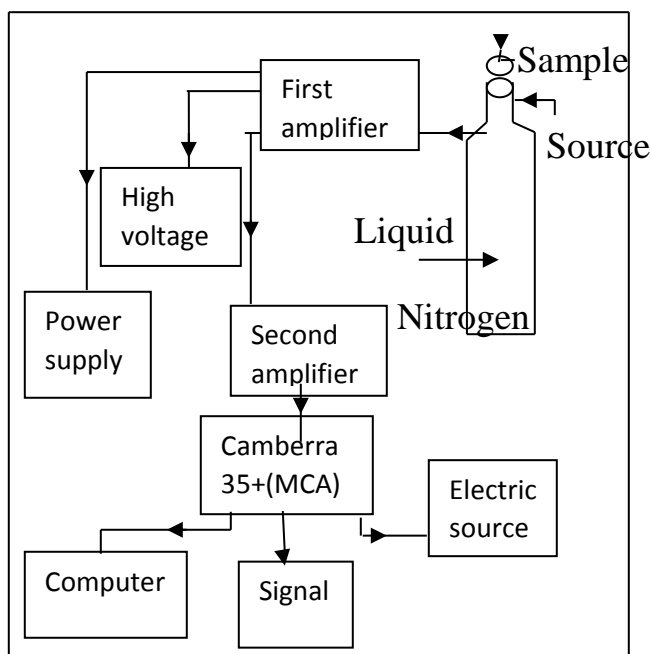 Sample
First
amplifier
Source
High
voltage
Liquid
Nitrogen
Power
supply
Second
amplifier
Camberra
35+(MCA)
Electric
source
Computer
Signal